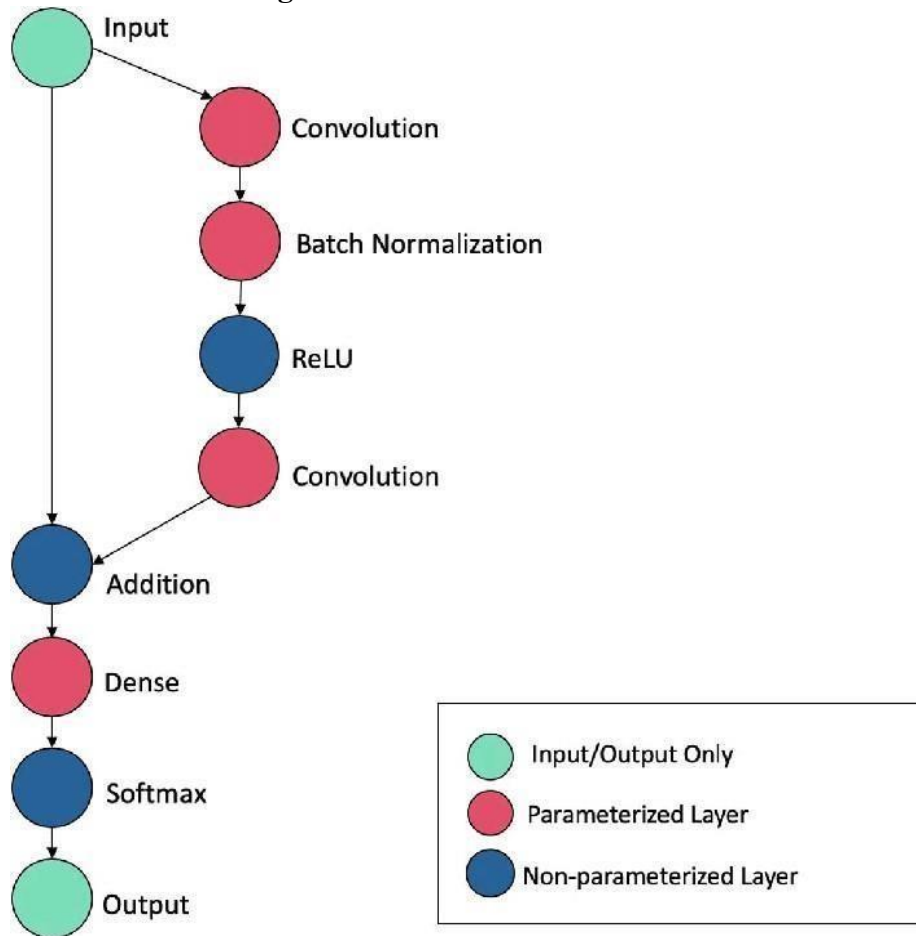 Input
Convolution
Batch Normalization
ReLU
Convolution
Addition
Dense
Softmax
Output
Input/Output Only
Parameterized Layer
Non-parameterized Layer